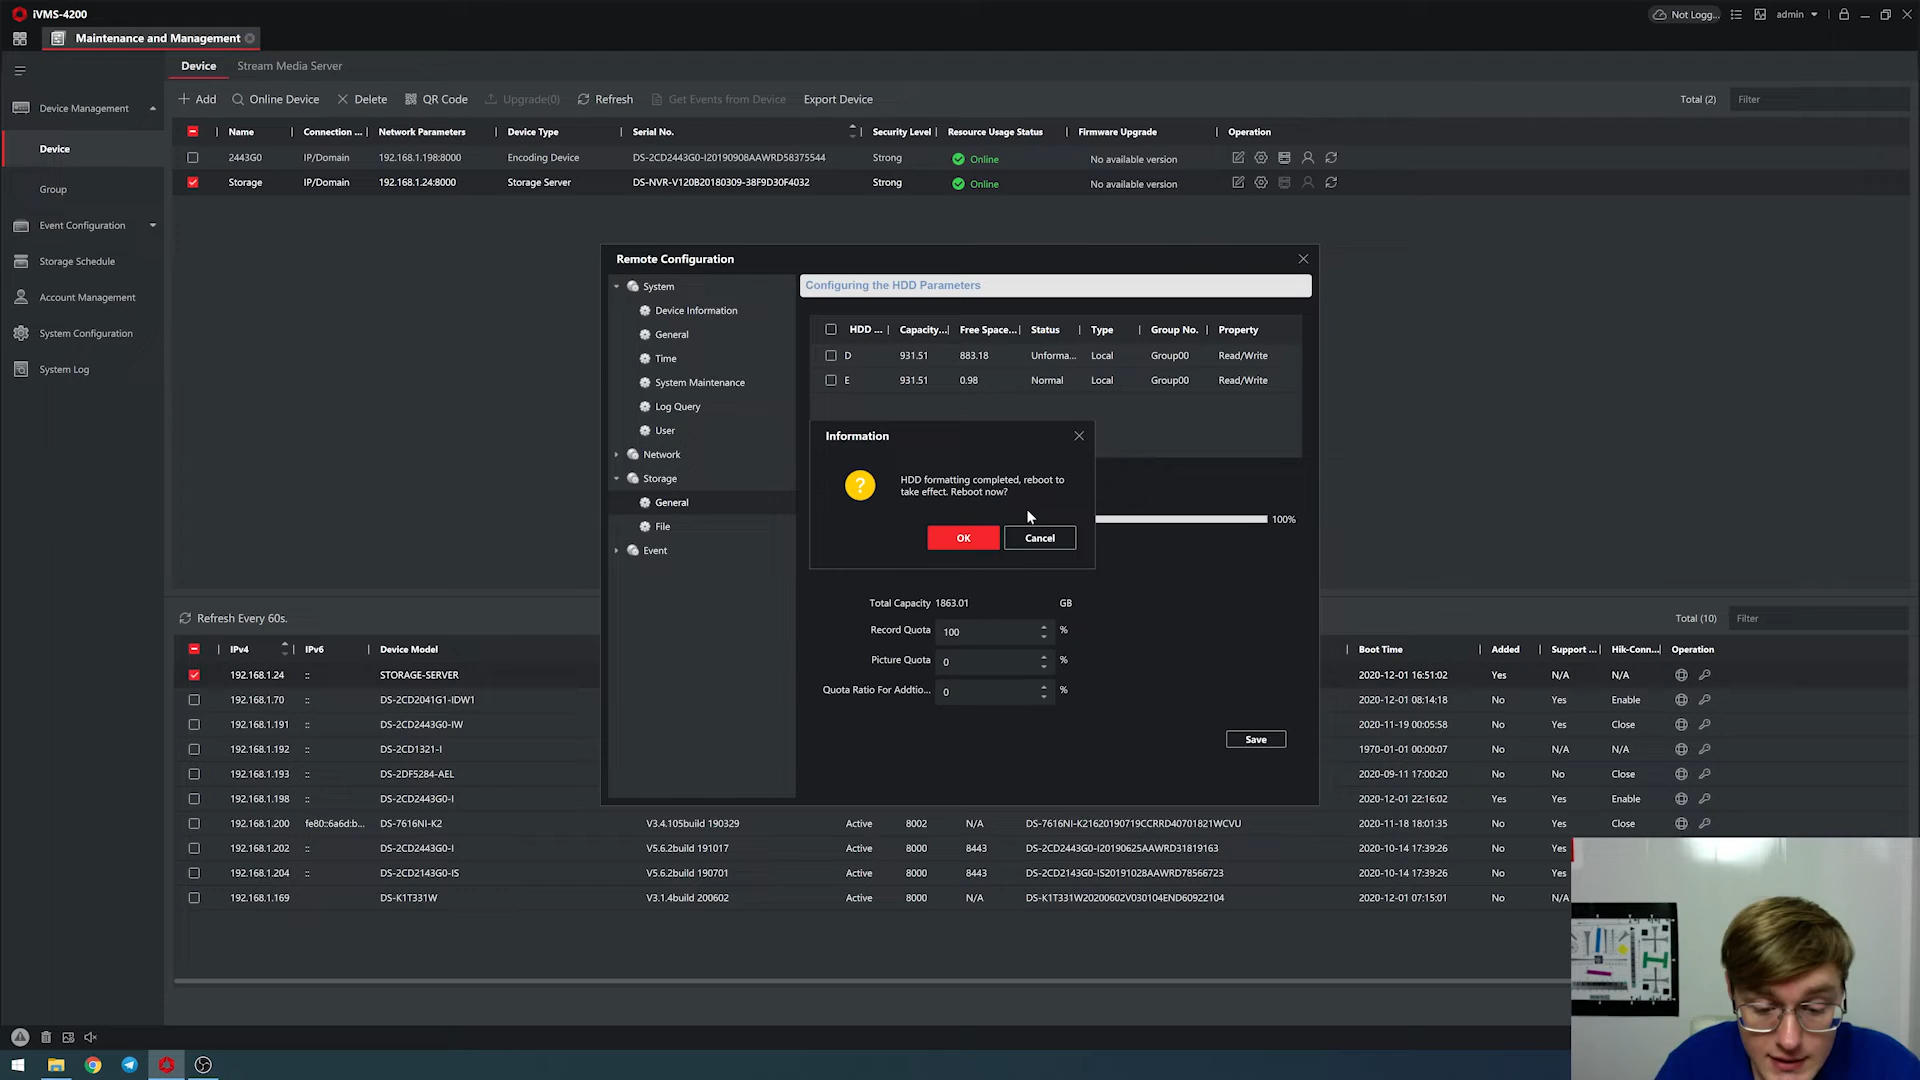 iVMS-4200
Not Logg...
admin
Maintenance and Management
Device Management
Device
Group
Event Configuration
Storage Schedule
Account Management
System Configuration
System Log
Device Stream Media Server
Add Online Device Delete QR Code Upgrade(0) Refresh Get Events from Device Export Device Total (2) Filter
Name Connection ... Network Parameters Device Type Serial No. Security Level Resource Usage Status Firmware Upgrade Operation
2443G0 IP/Domain 192.168.1.198:8000 Encoding Device DS-2CD2443G0-I20190908AAWRD58375544 Strong Online No available version
Storage IP/Domain 192.168.1.24:8000 Storage Server DS-NVR-V120B20180309-38F9D30F4032 Strong Online No available version
Remote Configuration
System
Device Information
General
Time
System Maintenance
Log Query
User
Network
Storage
General
File
Event
Configuring the HDD Parameters
HDD ... Capacity... Free Space... Status Type Group No. Property
D 931.51 883.18 Unforma... Local Group00 Read/Write
E 931.51 0.98 Normal Local Group00 Read/Write
Information
HDD formatting completed, reboot to
take effect. Reboot now?
OK Cancel
100%
Total Capacity 1863.01 GB
Record Quota 100 %
Picture Quota 0 %
Quota Ratio For Addtio... 0 %
Save
Refresh Every 60s. Total (10) Filter
IPv4 IPv6 Device Model Boot Time Added Support ... Hik-Conn... Operation
192.168.1.24 :: STORAGE-SERVER 2020-12-01 16:51:02 Yes N/A N/A
192.168.1.70 :: DS-2CD2041G1-IDW1 2020-12-01 08:14:18 No Yes Enable
192.168.1.191 :: DS-2CD2443G0-IW 2020-11-19 00:05:58 No Yes Close
192.168.1.192 :: DS-2CD1321-I 1970-01-01 00:00:07 No N/A N/A
192.168.1.193 :: DS-2DF5284-AEL 2020-09-11 17:00:20 No No Close
192.168.1.198 :: DS-2CD2443G0-I 2020-12-01 22:16:02 Yes Yes Enable
192.168.1.200 fe80::6a6d:b... DS-7616NI-K2 V3.4.105build 190329 Active 8002 N/A DS-7616NI-K21620190719CCRRD40701821WCVU 2020-11-18 18:01:35 No Yes Close
192.168.1.202 :: DS-2CD2443G0-I V5.6.2build 191017 Active 8000 8443 DS-2CD2443G0-I20190625AAWRD31819163 2020-10-14 17:39:26 No Yes
192.168.1.204 :: DS-2CD2143G0-IS V5.6.2build 190701 Active 8000 8443 DS-2CD2143G0-IS20191028AAWRD78566723 2020-10-14 17:39:26 No Yes
192.168.1.169 DS-K1T331W V3.1.4build 200602 Active 8000 N/A DS-K1T331W20200602V030104END60922104 2020-12-01 07:15:01 No N/A